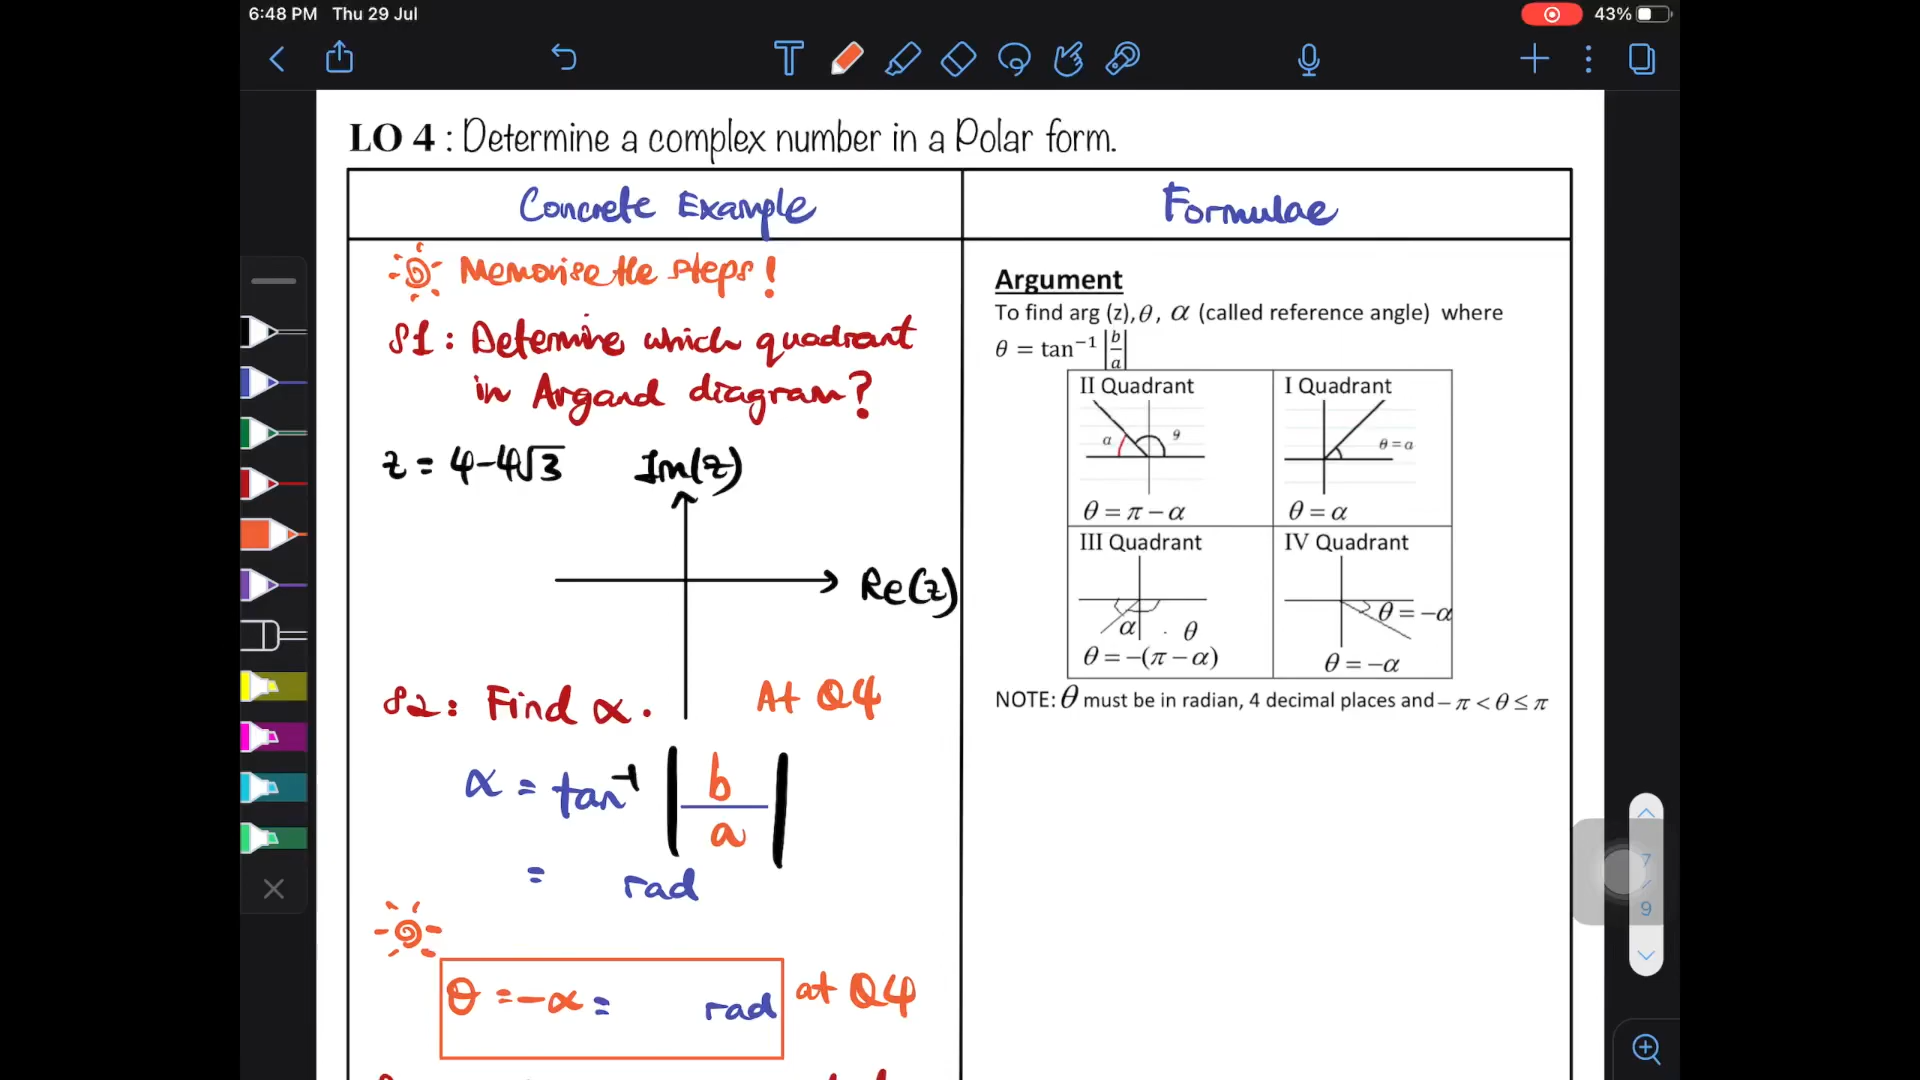 6:48 PM Thu 29 Jul
43%
LO 4 : Determine a complex number in a Polar form.
Concrete Example
Memorise the steps!
S1 : Determine which quadrant
in Argand diagram?
z = 4-4√3
Im(z)
Re(z)
S2 : Find α.
At Q4
α = tan⁻¹ |b/a|
= rad
θ = -α = rad
at Q4
Formulae
Argument
To find arg (z), θ, α (called reference angle) where
θ = tan⁻¹ |b/a|
II Quadrant
α θ
θ = π − α
I Quadrant
θ = α
θ = α
III Quadrant
α θ
θ = −(π − α)
IV Quadrant
θ = −α
θ = −α
NOTE: θ must be in radian, 4 decimal places and −π < θ ≤ π
7
/
9